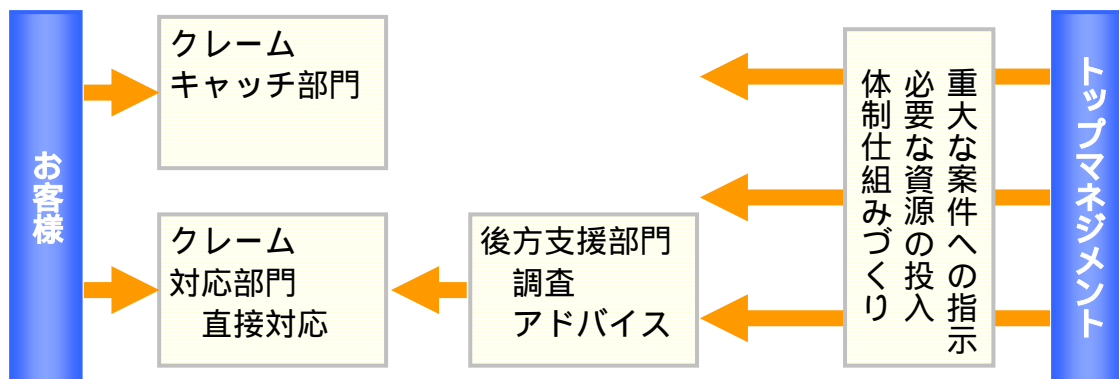 お客様
クレーム
キャッチ部門
クレーム
対応部門
直接対応
後方支援部門
調査
アドバイス
重大な案件への指示
必要な資源の投入
体制仕組みづくり
トップマネジメント